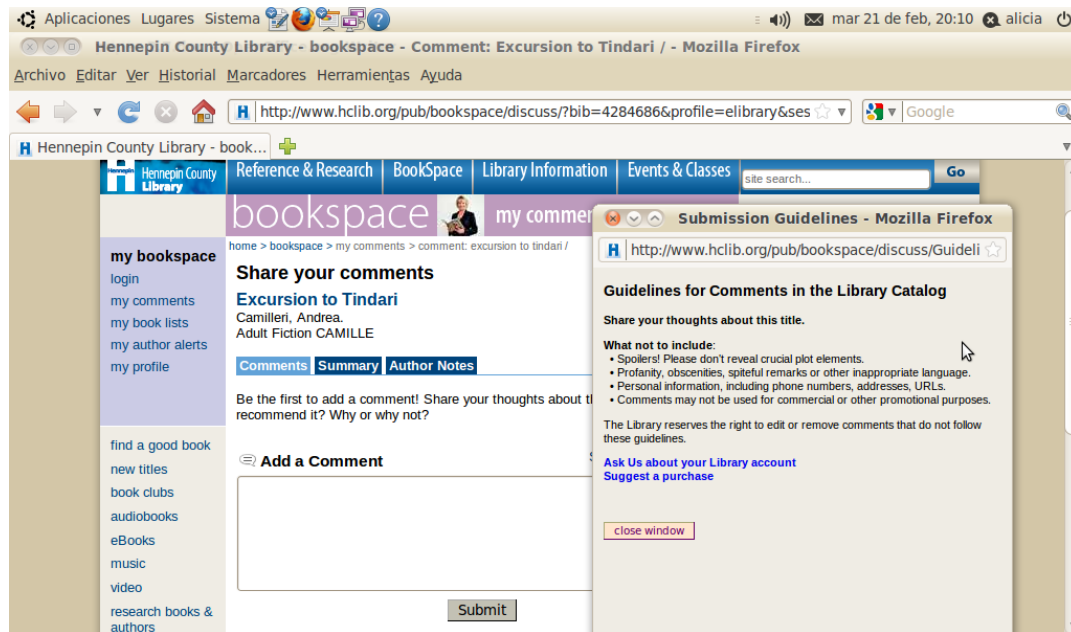 Aplicaciones Lugares Sistema mar 21 de feb, 20:10 alicia
Hennepin County Library - bookspace - Comment: Excursion to Tindari / - Mozilla Firefox
Archivo Editar Ver Historial Marcadores Herramientas Ayuda
http://www.hclib.org/pub/bookspace/discuss/?bib=4284686&profile=elibrary&ses Google
Hennepin County Library - book...
Hennepin County
Library
Reference & Research BookSpace Library Information Events & Classes site search... Go
bookspace my commen
home > bookspace > my comments > comment: excursion to tindari /
my bookspace
login
my comments
my book lists
my author alerts
my profile
find a good book
new titles
book clubs
audiobooks
eBooks
music
video
research books &
authors
Share your comments
Excursion to Tindari
Camilleri, Andrea.
Adult Fiction CAMILLE
Comments Summary Author Notes
Be the first to add a comment! Share your thoughts about
recommend it? Why or why not?
Add a Comment
Submit
Submission Guidelines - Mozilla Firefox
http://www.hclib.org/pub/bookspace/discuss/Guideli
Guidelines for Comments in the Library Catalog
Share your thoughts about this title.
What not to include:
• Spoilers! Please don't reveal crucial plot elements.
• Profanity, obscenities, spiteful remarks or other inappropriate language.
• Personal information, including phone numbers, addresses, URLs.
• Comments may not be used for commercial or other promotional purposes.
The Library reserves the right to edit or remove comments that do not follow
these guidelines.
Ask Us about your Library account
Suggest a purchase
close window